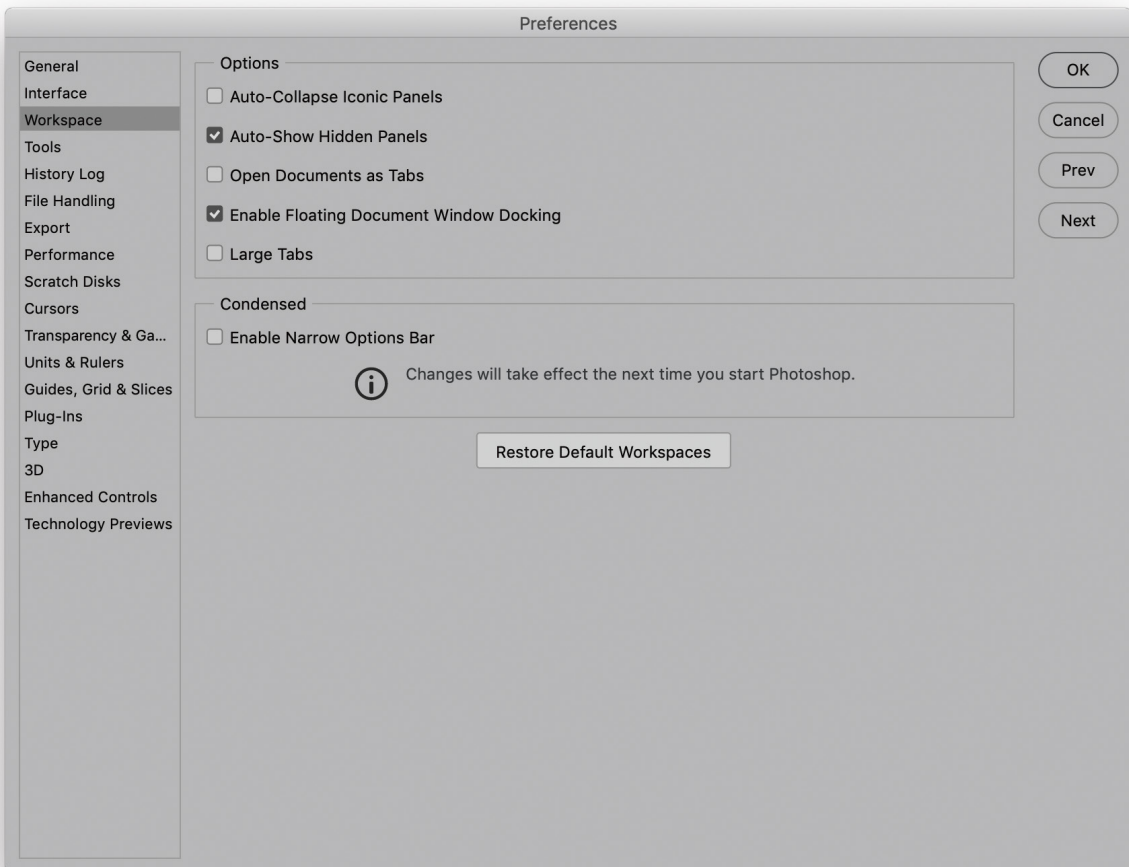 Preferences
General
Interface
Workspace
Tools
History Log
File Handling
Export
Performance
Scratch Disks
Cursors
Transparency & Ga...
Units & Rulers
Guides, Grid & Slices
Plug-Ins
Type
3D
Enhanced Controls
Technology Previews
Options
Auto-Collapse Iconic Panels
Auto-Show Hidden Panels
Open Documents as Tabs
Enable Floating Document Window Docking
Large Tabs
Condensed
Enable Narrow Options Bar
Changes will take effect the next time you start Photoshop.
Restore Default Workspaces
OK
Cancel
Prev
Next